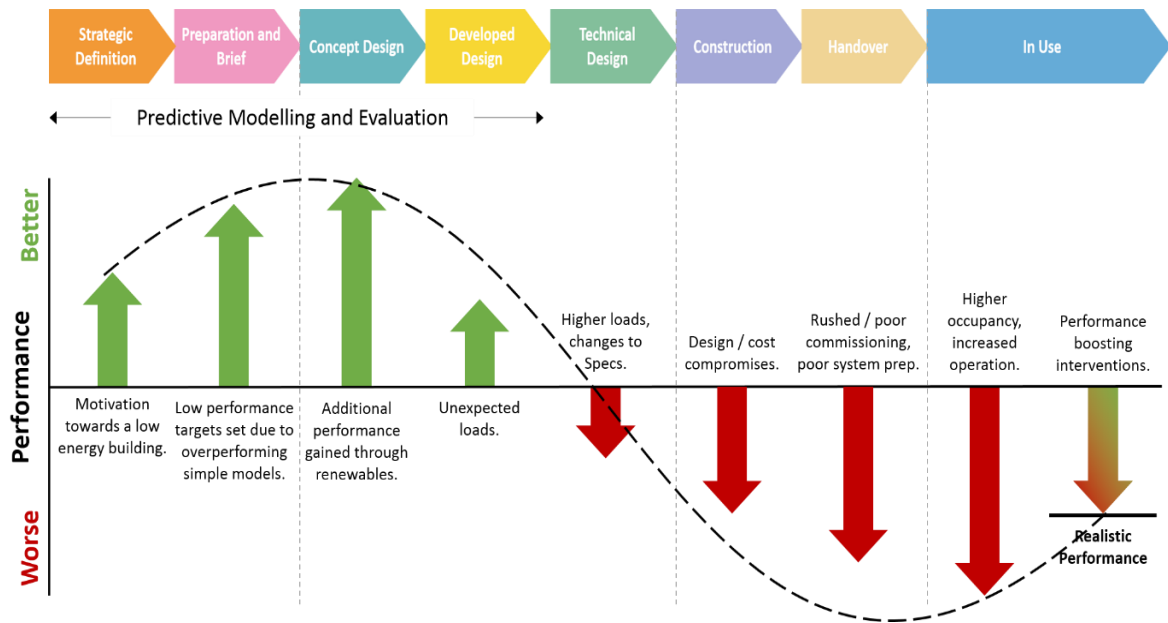 Strategic
Definition
Preparation and
Brief
Concept Design
Developed
Design
Technical
Design
Construction
Handover
In Use
Predictive Modelling and Evaluation
Better
Performance
Worse
Motivation
towards a low
energy building.
Low performance
targets set due to
overperforming
simple models.
Additional
performance
gained through
renewables.
Unexpected
loads.
Higher loads,
changes to
Specs.
Design / cost
compromises.
Rushed / poor
commissioning,
poor system prep.
Higher
occupancy,
increased
operation.
Performance
boosting
interventions.
Realistic
Performance